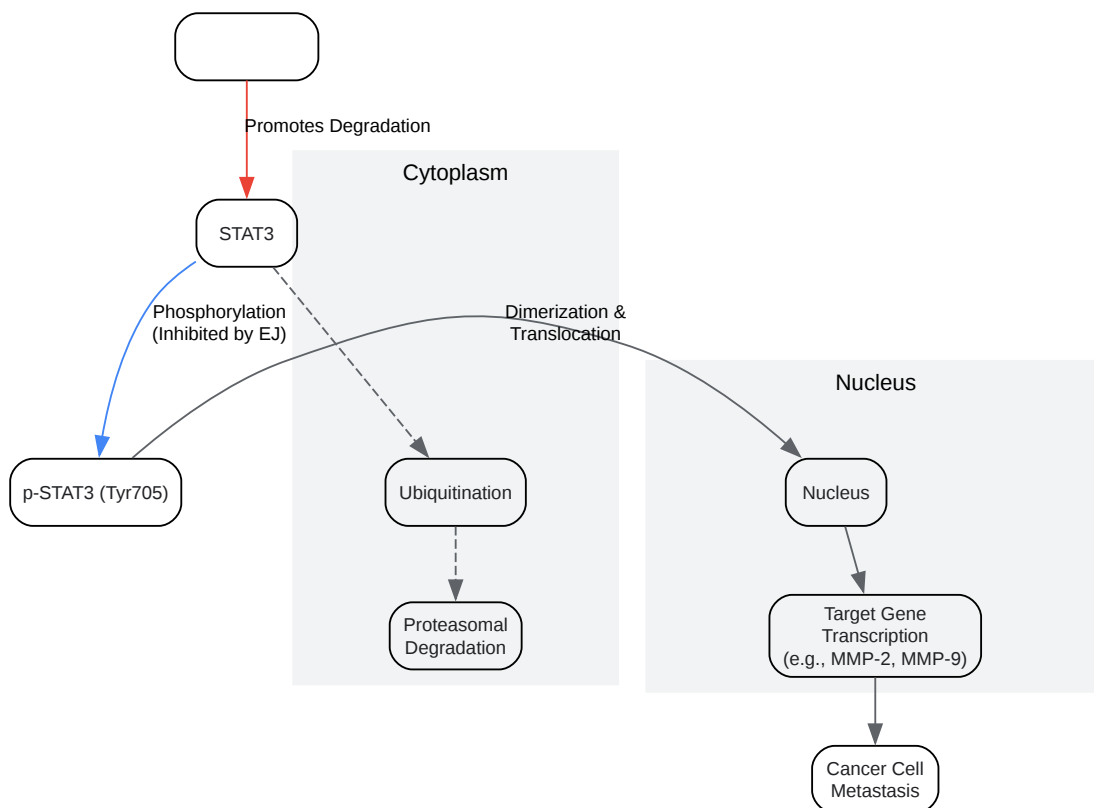 Promotes Degradation
Cytoplasm
STAT3
Phosphorylation
(Inhibited by EJ)
Dimerization &
Translocation
Nucleus
p-STAT3 (Tyr705)
Ubiquitination
Nucleus
Proteasomal
Degradation
Target Gene
Transcription
(e.g., MMP-2, MMP-9)
Cancer Cell
Metastasis